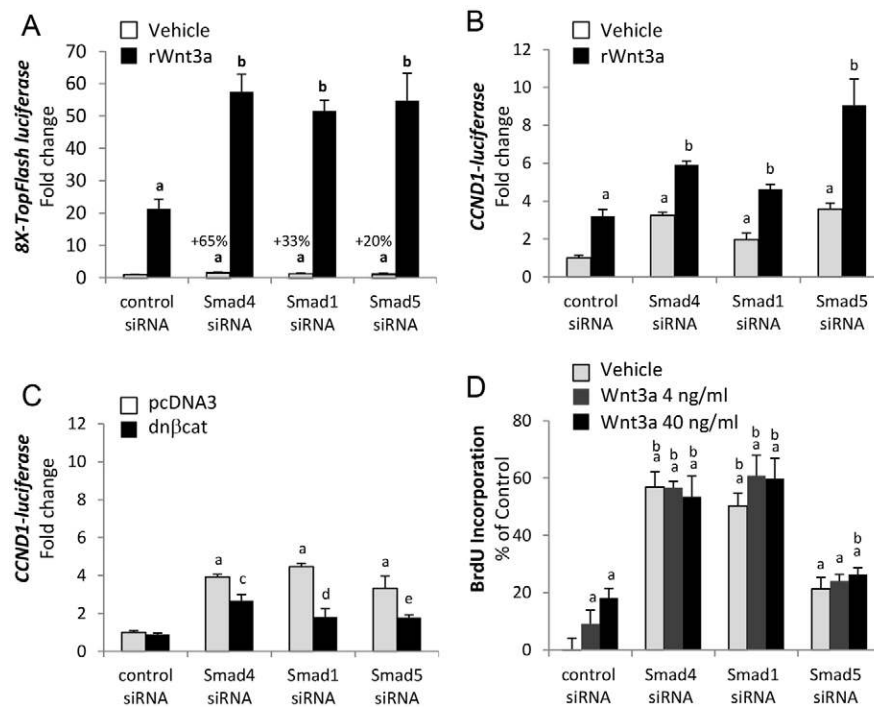 A
Vehicle
rWnt3a
8X-TopFlash luciferase
Fold change
70
60
50
40
30
20
10
0
a
+65%
a
b
+33%
a
b
+20%
a
b
control siRNA
Smad4 siRNA
Smad1 siRNA
Smad5 siRNA
B
Vehicle
rWnt3a
CCND1-luciferase
Fold change
12
10
8
6
4
2
0
a
a
b
a
b
a
b
control siRNA
Smad4 siRNA
Smad1 siRNA
Smad5 siRNA
C
pcDNA3
dnβcat
CCND1-luciferase
Fold change
12
10
8
6
4
2
0
a
c
a
d
a
e
control siRNA
Smad4 siRNA
Smad1 siRNA
Smad5 siRNA
D
Vehicle
Wnt3a 4 ng/ml
Wnt3a 40 ng/ml
BrdU Incorporation
% of Control
80
60
40
20
0
a
a
b
a
b
a
b
a
b
a
b
a
b
a
a
a
b
a
control siRNA
Smad4 siRNA
Smad1 siRNA
Smad5 siRNA